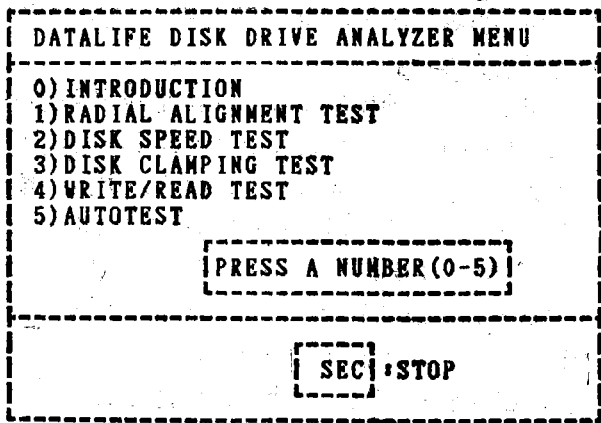 DATALIFE DISK DRIVE ANALYZER MENU
0)INTRODUCTION
1)RADIAL ALIGNMENT TEST
2)DISK SPEED TEST
3)DISK CLAMPING TEST
4)WRITE/READ TEST
5)AUTOTEST
PRESS A NUMBER(0-5)
SEC :STOP